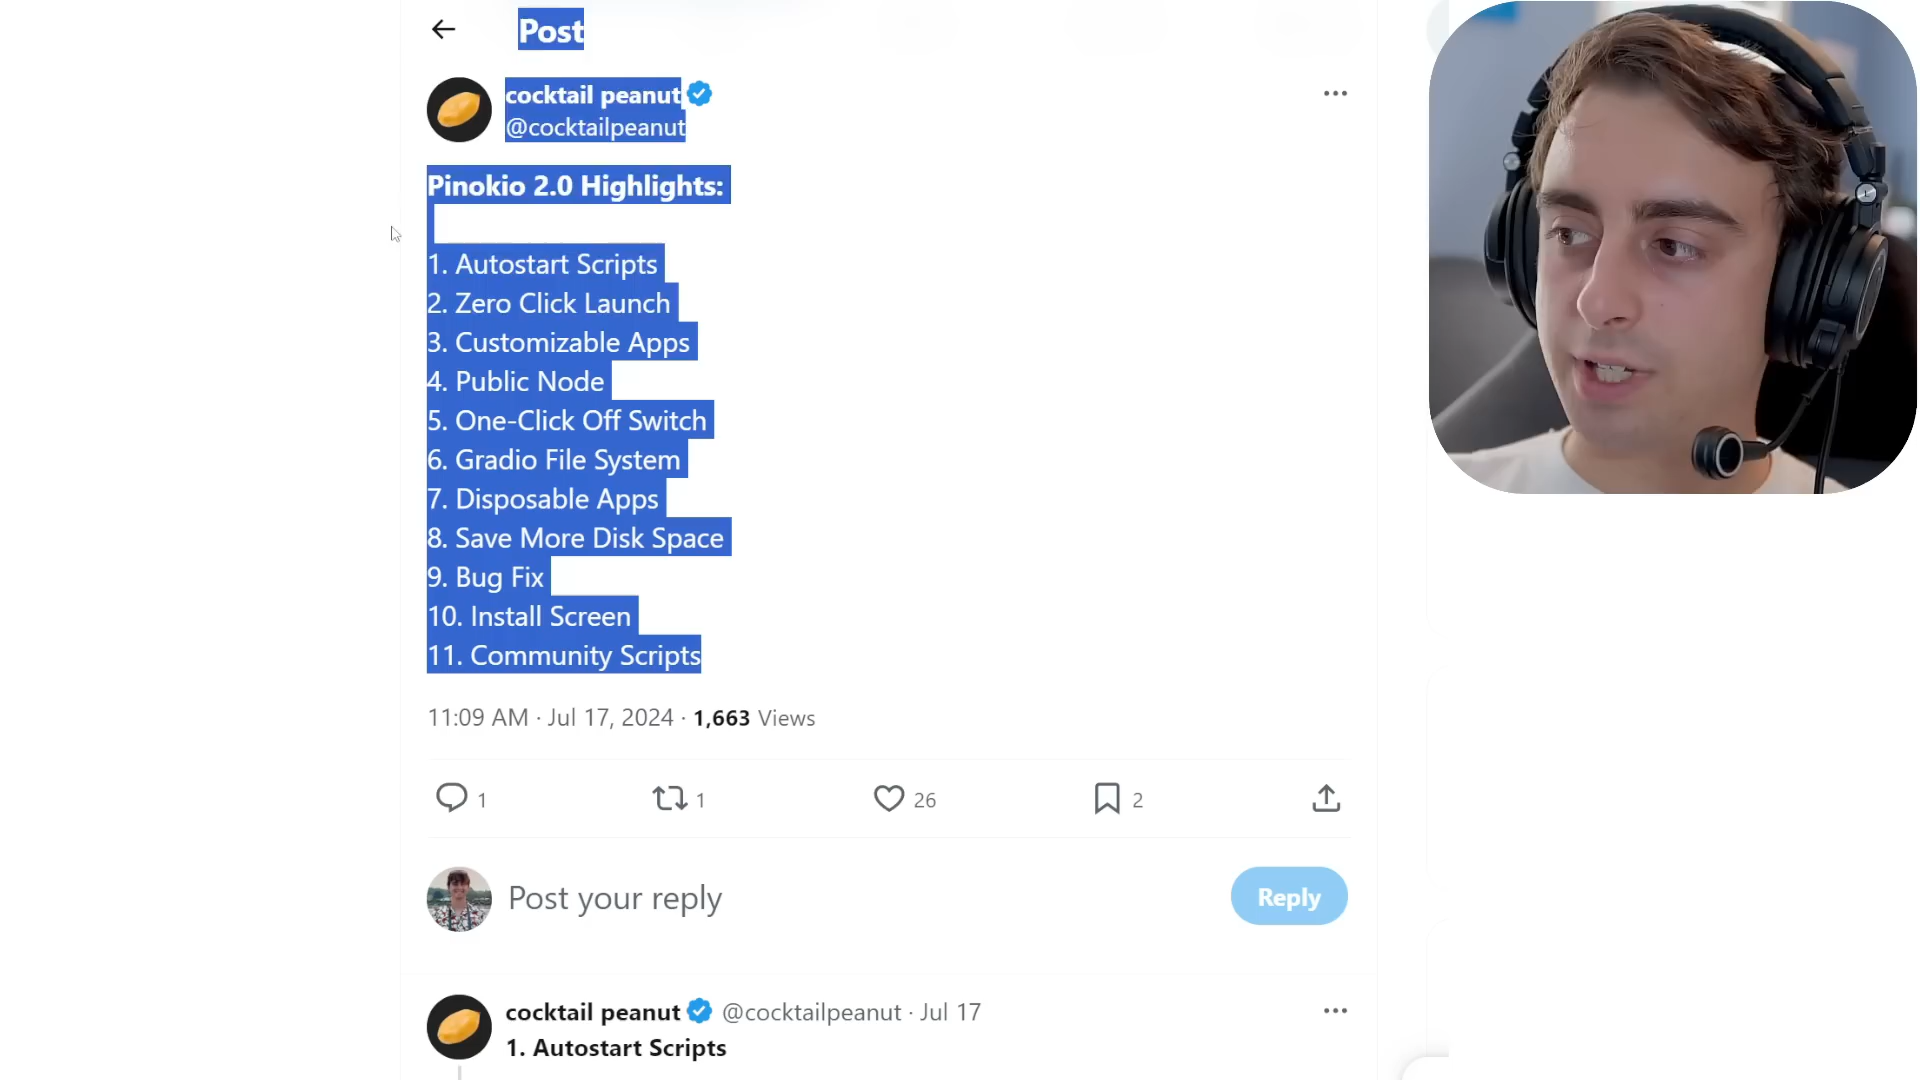 Post
cocktail peanut
@cocktailpeanut
Pinokio 2.0 Highlights:
1. Autostart Scripts
2. Zero Click Launch
3. Customizable Apps
4. Public Node
5. One-Click Off Switch
6. Gradio File System
7. Disposable Apps
8. Save More Disk Space
9. Bug Fix
10. Install Screen
11. Community Scripts
11:09 AM · Jul 17, 2024 · 1,663 Views
1 1 26 2
Post your reply Reply
cocktail peanut @cocktailpeanut · Jul 17
1. Autostart Scripts